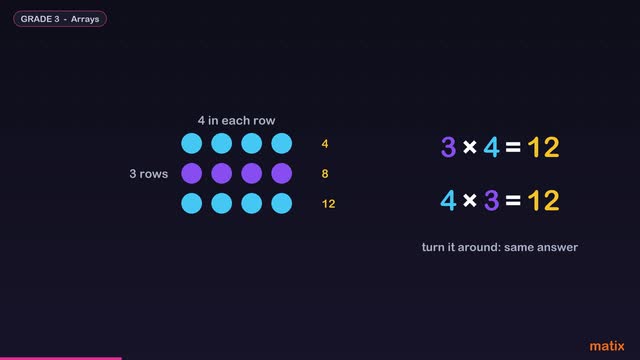 GRADE 3 - Arrays
4 in each row
4
3 rows
8
12
3 × 4 = 12
4 × 3 = 12
turn it around: same answer
matix